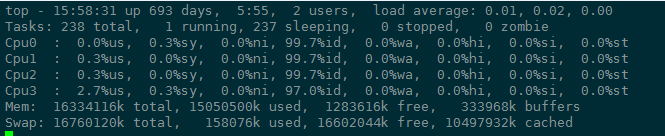 top - 15:58:31 up 693 days,  5:55,  2 users,  load average: 0.01, 0.02, 0.00
Tasks: 238 total,   1 running, 237 sleeping,   0 stopped,   0 zombie
Cpu0  :  0.0%us,  0.3%sy,  0.0%ni, 99.7%id,  0.0%wa,  0.0%hi,  0.0%si,  0.0%st
Cpu1  :  0.3%us,  0.0%sy,  0.0%ni, 99.7%id,  0.0%wa,  0.0%hi,  0.0%si,  0.0%st
Cpu2  :  0.3%us,  0.0%sy,  0.0%ni, 99.7%id,  0.0%wa,  0.0%hi,  0.0%si,  0.0%st
Cpu3  :  2.7%us,  0.3%sy,  0.0%ni, 97.0%id,  0.0%wa,  0.0%hi,  0.0%si,  0.0%st
Mem:  16334116k total, 15050500k used,  1283616k free,   333968k buffers
Swap: 16760120k total,   158076k used, 16602044k free, 10497932k cached